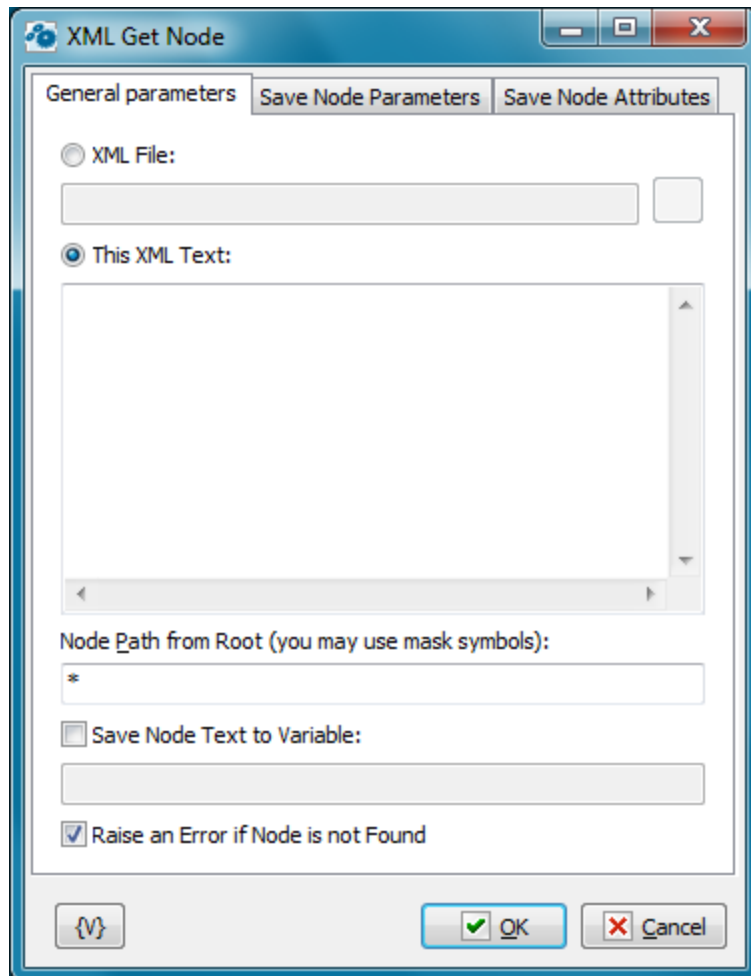 XML Get Node
General parameters Save Node Parameters Save Node Attributes
XML File:
This XML Text:
Node Path from Root (you may use mask symbols):
*
Save Node Text to Variable:
Raise an Error if Node is not Found
{V} OK Cancel